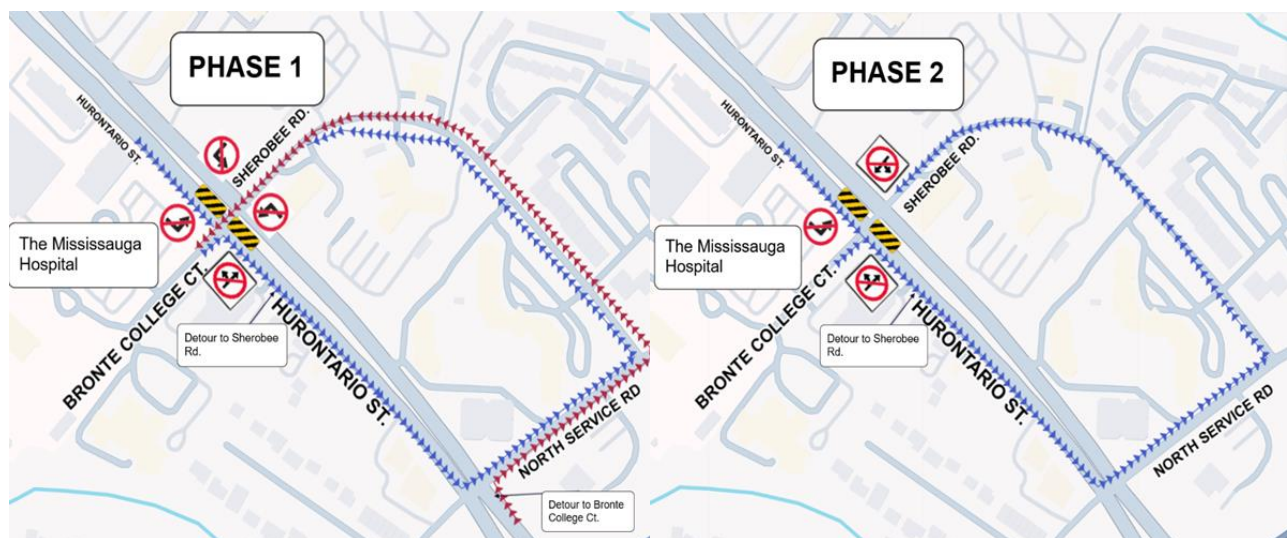 PHASE 1
HURONTARIO ST.
SHEROBEE RD.
The Mississauga
Hospital
BRONTE COLLEGE CT.
Detour to Sherobee
Rd.
HURONTARIO ST.
NORTH SERVICE RD
Detour to Bronte
College Ct.
PHASE 2
HURONTARIO ST.
SHEROBEE RD.
The Mississauga
Hospital
BRONTE COLLEGE CT.
Detour to Sherobee
Rd.
HURONTARIO ST.
NORTH SERVICE RD